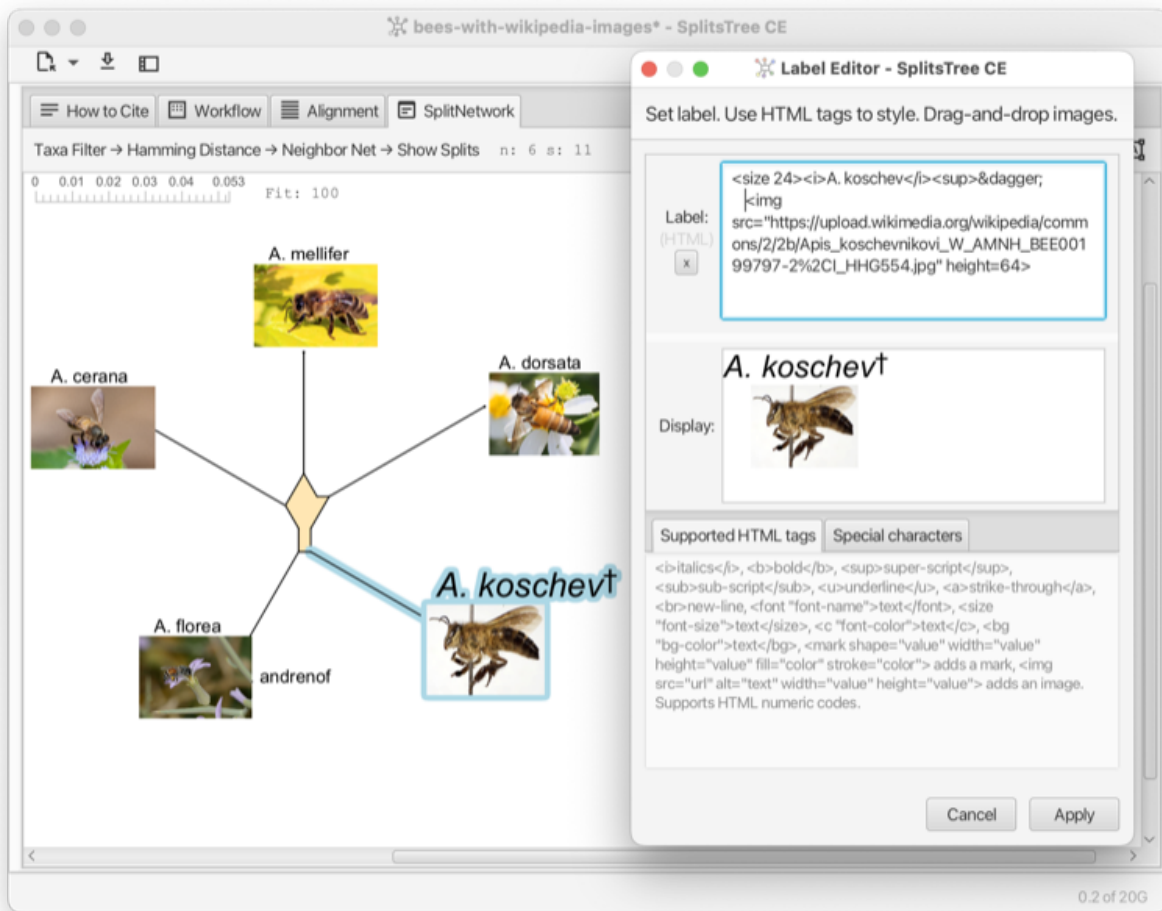 bees-with-wikipedia-images* - SplitsTree CE
How to Cite
Workflow
Alignment
SplitNetwork
Taxa Filter → Hamming Distance → Neighbor Net → Show Splits n: 6 s: 11
0 0.01 0.02 0.03 0.04 0.053
Fit: 100
A. mellifer
A. cerana
A. dorsata
A. koschev†
A. florea
andrenof
0.2 of 20G
Label Editor - SplitsTree CE
Set label. Use HTML tags to style. Drag-and-drop images.
Label:
(HTML)
x
<size 24><i>A. koschev</i><sup>&dagger;
<img
src="https://upload.wikimedia.org/wikipedia/comm
ons/2/2b/Apis_koschevnikovi_W_AMNH_BEE001
99797-2%2CI_HHG554.jpg" height=64>
Display:
A. koschev†
Supported HTML tags
Special characters
<i>italics</i>, <b>bold</b>, <sup>super-script</sup>,
<sub>sub-script</sub>, <u>underline</u>, <a>strike-through</a>,
<br>new-line, <font "font-name">text</font>, <size
"font-size">text</size>, <c "font-color">text</c>, <bg
"bg-color">text</bg>, <mark shape="value" width="value"
height="value" fill="color" stroke="color"> adds a mark, <img
src="url" alt="text" width="value" height="value"> adds an image.
Supports HTML numeric codes.
Cancel
Apply